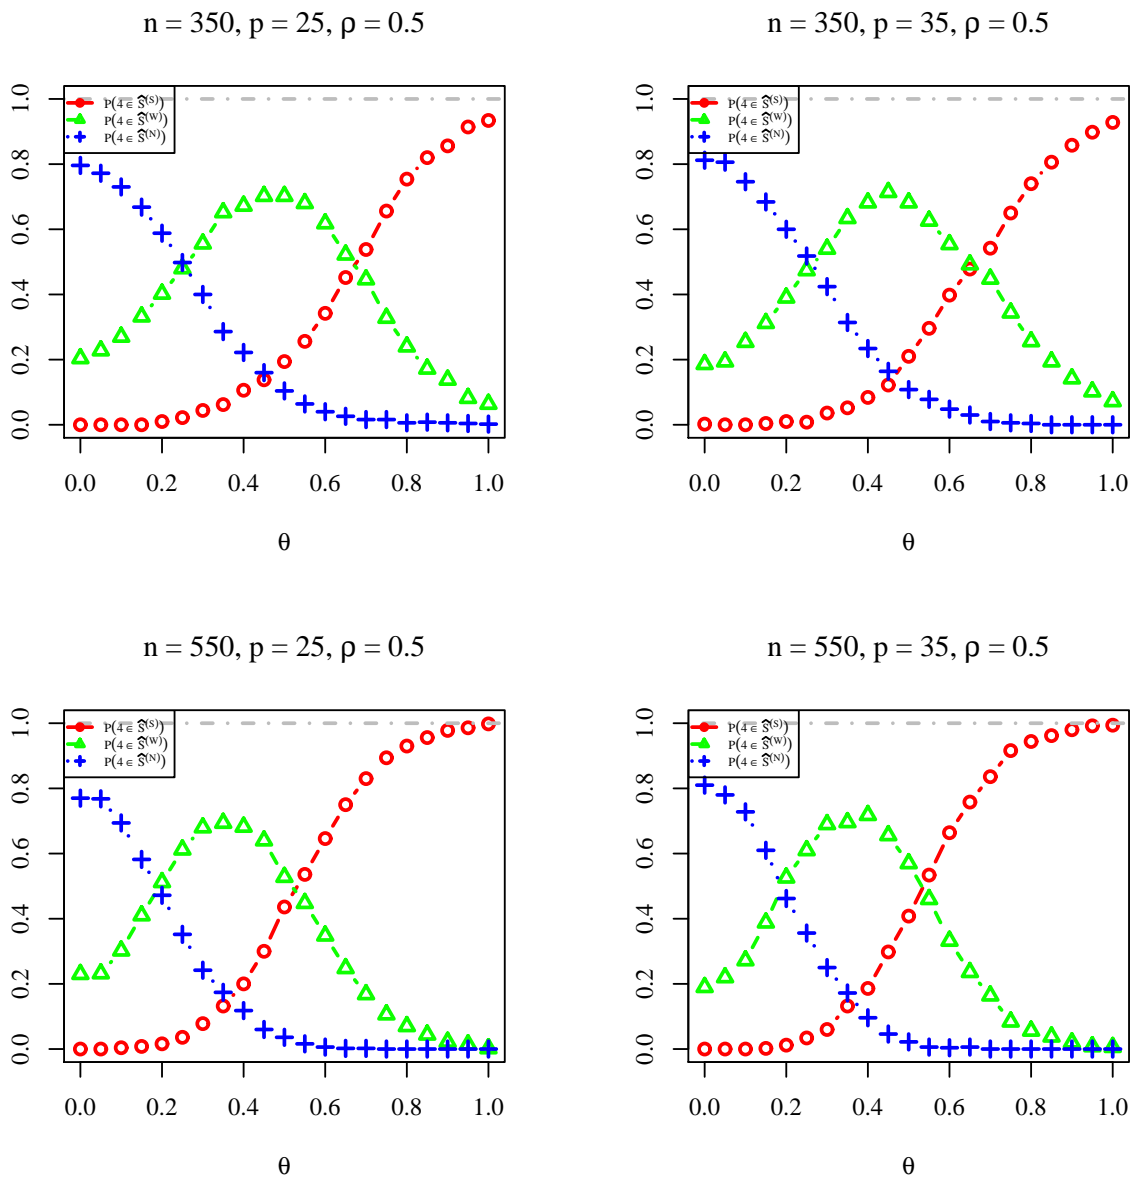 n = 350, p = 25, ρ = 0.5
P(4 ∈ Ŝ^(S))
P(4 ∈ Ŝ^(W))
P(4 ∈ Ŝ^(N))
1.0
0.8
0.6
0.4
0.2
0.0
0.0 0.2 0.4 0.6 0.8 1.0
θ
n = 350, p = 35, ρ = 0.5
P(4 ∈ Ŝ^(S))
P(4 ∈ Ŝ^(W))
P(4 ∈ Ŝ^(N))
1.0
0.8
0.6
0.4
0.2
0.0
0.0 0.2 0.4 0.6 0.8 1.0
θ
n = 550, p = 25, ρ = 0.5
P(4 ∈ Ŝ^(S))
P(4 ∈ Ŝ^(W))
P(4 ∈ Ŝ^(N))
1.0
0.8
0.6
0.4
0.2
0.0
0.0 0.2 0.4 0.6 0.8 1.0
θ
n = 550, p = 35, ρ = 0.5
P(4 ∈ Ŝ^(S))
P(4 ∈ Ŝ^(W))
P(4 ∈ Ŝ^(N))
1.0
0.8
0.6
0.4
0.2
0.0
0.0 0.2 0.4 0.6 0.8 1.0
θ